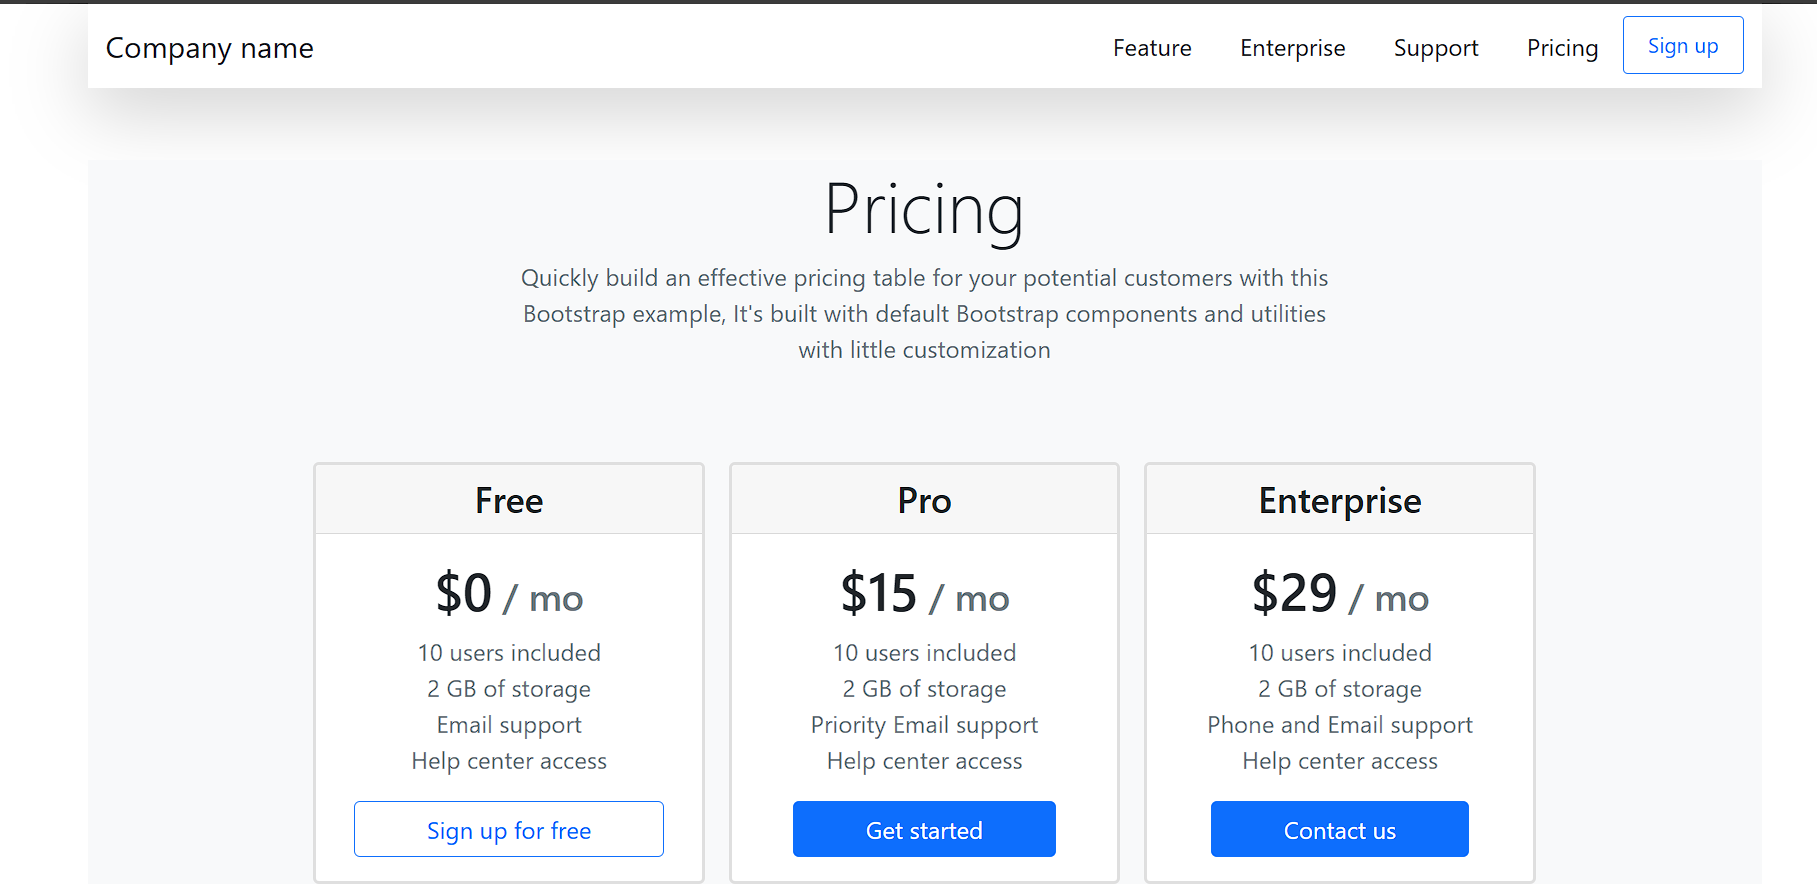 Company name
Feature
Enterprise
Support
Pricing
Sign up
Pricing
Quickly build an effective pricing table for your potential customers with this
Bootstrap example, It's built with default Bootstrap components and utilities
with little customization
Free
$0 / mo
10 users included
2 GB of storage
Email support
Help center access
Sign up for free
Pro
$15 / mo
10 users included
2 GB of storage
Priority Email support
Help center access
Get started
Enterprise
$29 / mo
10 users included
2 GB of storage
Phone and Email support
Help center access
Contact us